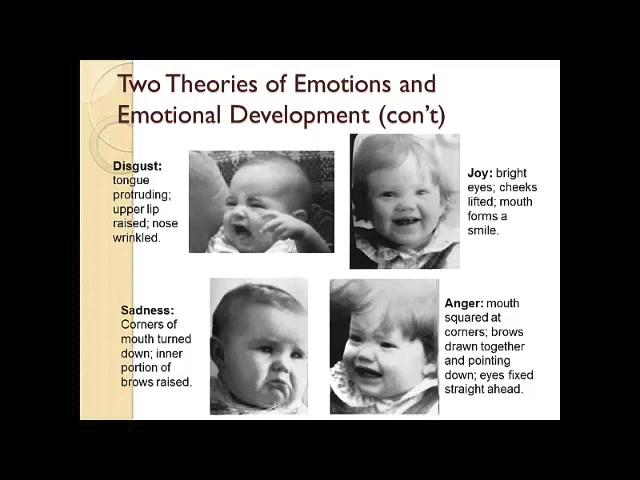 Two Theories of Emotions and
Emotional Development (con't)
Disgust:
tongue
protruding;
upper lip
raised; nose
wrinkled.
Joy: bright
eyes; cheeks
lifted; mouth
forms a
smile.
Sadness:
Corners of
mouth turned
down; inner
portion of
brows raised.
Anger: mouth
squared at
corners; brows
drawn together
and pointing
down; eyes fixed
straight ahead.